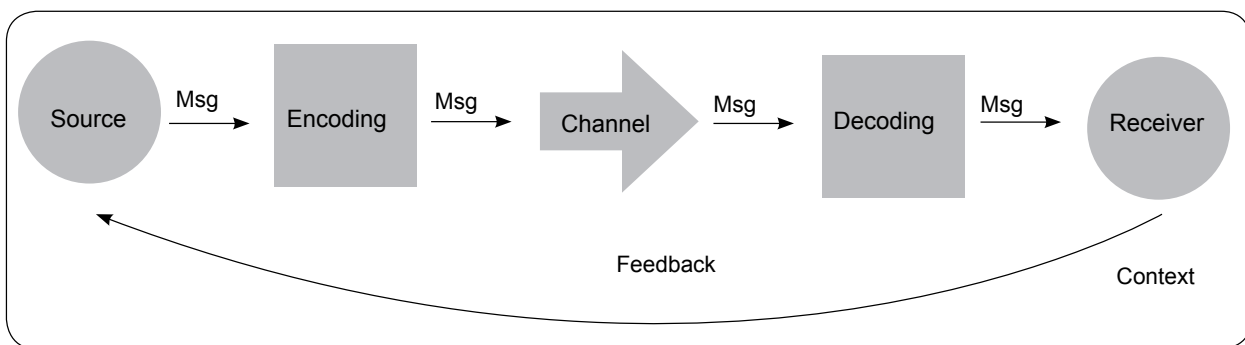 Source
Msg
Encoding
Msg
Channel
Msg
Decoding
Msg
Receiver
Feedback
Context